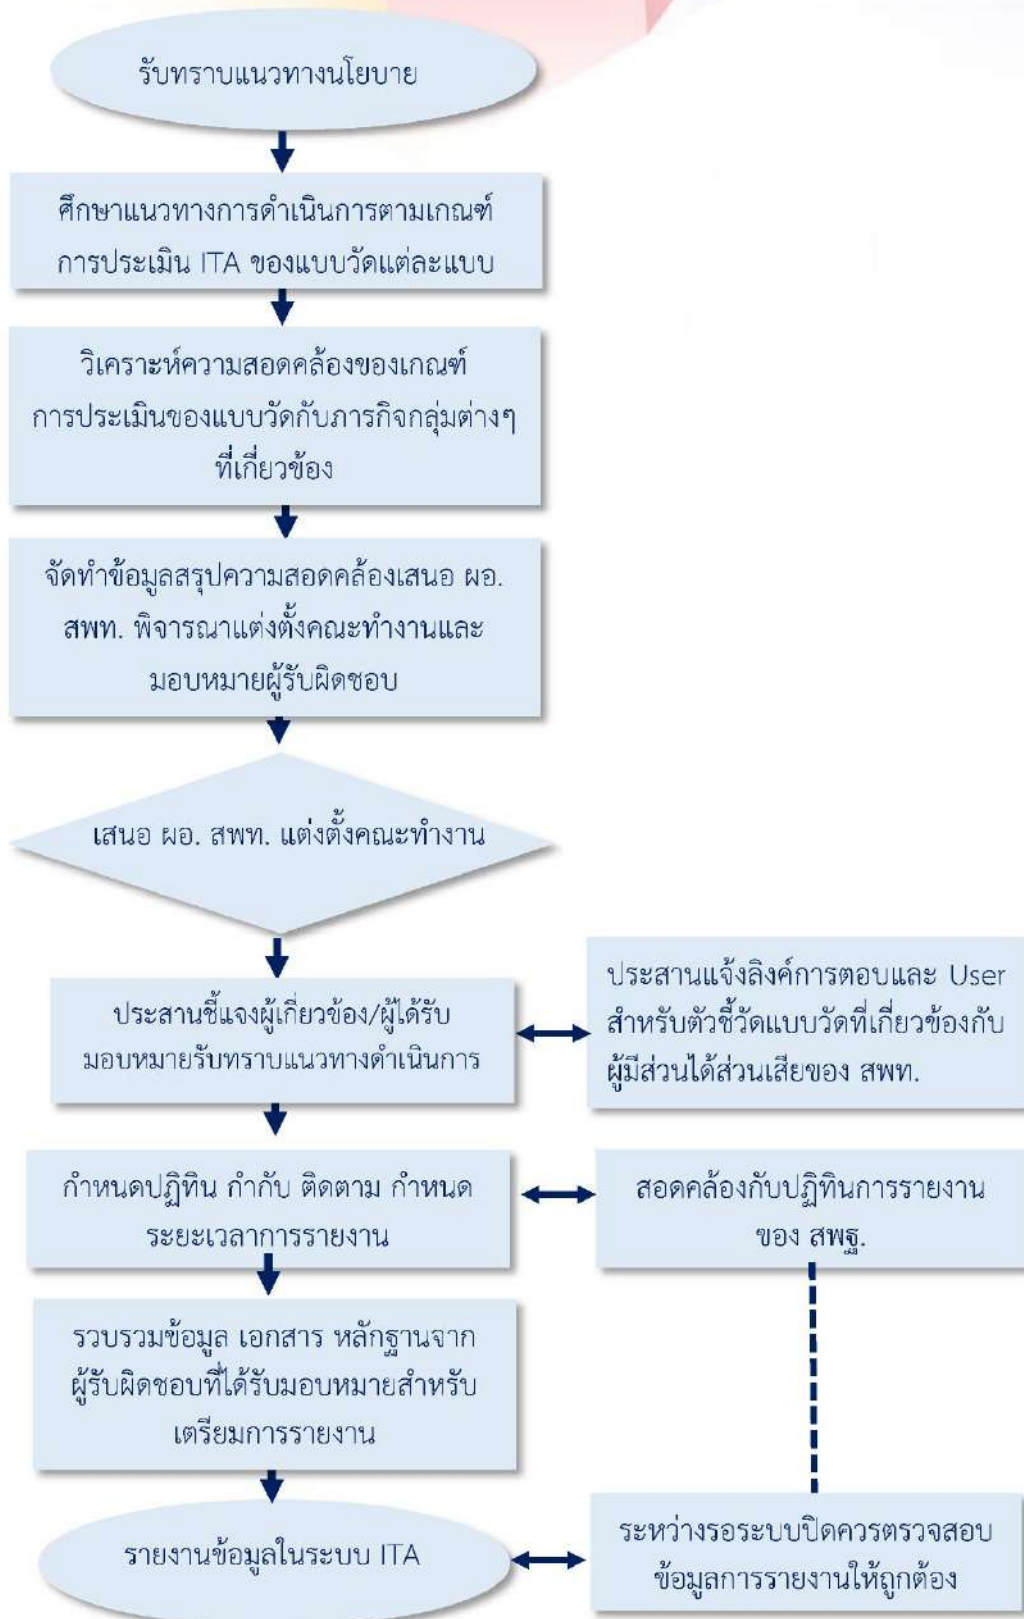 รับทราบแนวทางนโยบาย
ศึกษาแนวทางการดำเนินการตามเกณฑ์
การประเมิน ITA ของแบบวัดแต่ละแบบ
วิเคราะห์ความสอดคล้องของเกณฑ์
การประเมินของแบบวัดกับภารกิจกลุ่มต่างๆ
ที่เกี่ยวข้อง
จัดทำข้อมูลสรุปความสอดคล้องเสนอ ผอ.
สพท. พิจารณาแต่งตั้งคณะทำงานและ
มอบหมายผู้รับผิดชอบ
เสนอ ผอ. สพท. แต่งตั้งคณะทำงาน
ประสานชี้แจงผู้เกี่ยวข้อง/ผู้ได้รับ
มอบหมายรับทราบแนวทางดำเนินการ
ประสานแจ้งลิงค์การตอบและ User
สำหรับตัวชี้วัดแบบวัดที่เกี่ยวข้องกับ
ผู้มีส่วนได้ส่วนเสียของ สพท.
กำหนดปฏิทิน กำกับ ติดตาม กำหนด
ระยะเวลาการรายงาน
สอดคล้องกับปฏิทินการรายงาน
ของ สพฐ.
รวบรวมข้อมูล เอกสาร หลักฐานจาก
ผู้รับผิดชอบที่ได้รับมอบหมายสำหรับ
เตรียมการรายงาน
รายงานข้อมูลในระบบ ITA
ระหว่างรอระบบปิดควรตรวจสอบ
ข้อมูลการรายงานให้ถูกต้อง